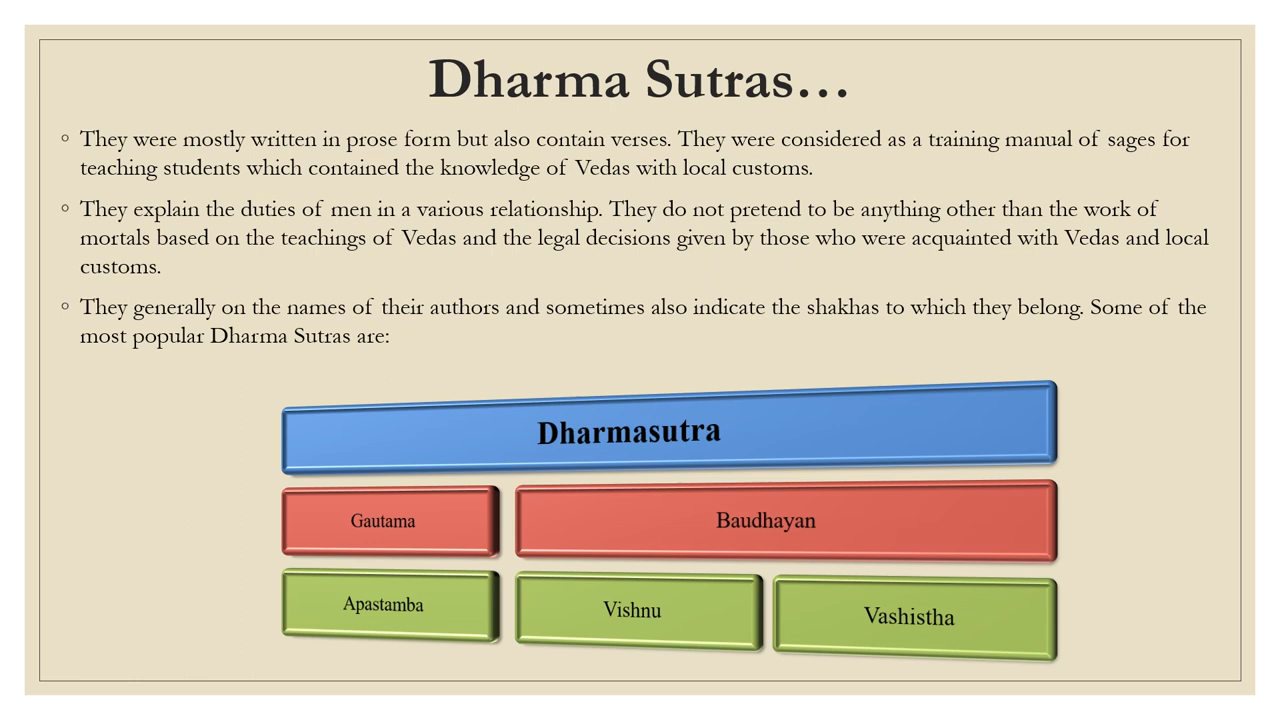 Dharma Sutras…
◦ They were mostly written in prose form but also contain verses. They were considered as a training manual of sages for
teaching students which contained the knowledge of Vedas with local customs.
◦ They explain the duties of men in a various relationship. They do not pretend to be anything other than the work of
mortals based on the teachings of Vedas and the legal decisions given by those who were acquainted with Vedas and local
customs.
◦ They generally on the names of their authors and sometimes also indicate the shakhas to which they belong. Some of the
most popular Dharma Sutras are:
Dharmasutra
Gautama
Baudhayan
Apastamba
Vishnu
Vashistha